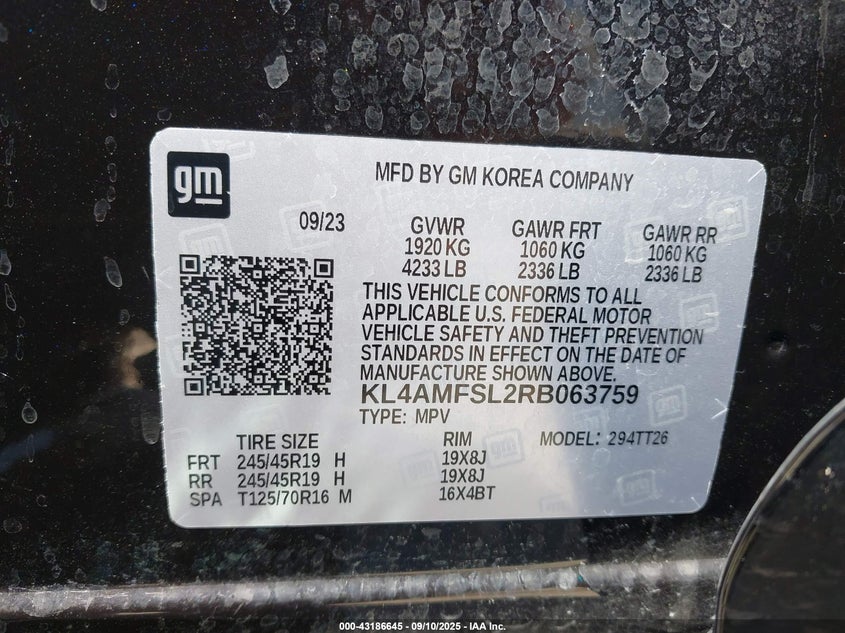 gm
MFD BY GM KOREA COMPANY
09/23
GVWR
1920 KG
4233 LB
GAWR FRT
1060 KG
2336 LB
GAWR RR
1060 KG
2336 LB
THIS VEHICLE CONFORMS TO ALL
APPLICABLE U.S. FEDERAL MOTOR
VEHICLE SAFETY AND THEFT PREVENTION
STANDARDS IN EFFECT ON THE DATE OF
MANUFACTURE SHOWN ABOVE.
KL4AMFSL2RB063759
TYPE: MPV
TIRE SIZE RIM MODEL: 294TT26
FRT 245/45R19 H 19X8J
RR 245/45R19 H 19X8J
SPA T125/70R16 M 16X4BT
000-43186645 - 09/10/2025 - IAA Inc.